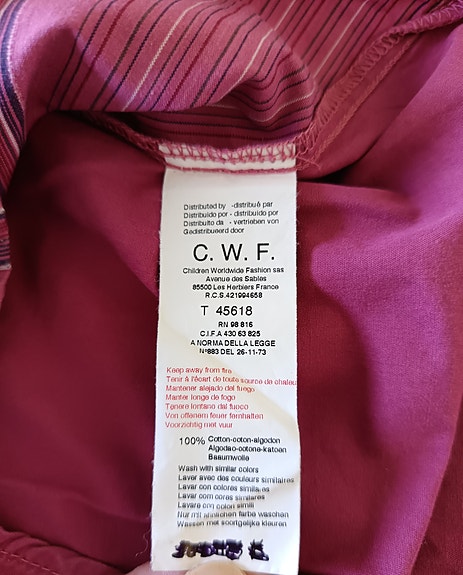 Distributed by - distribué par
Distribuido por - distribuido por
Distribuito da - vertrieben von
Gedistribueerd door
C. W. F.
Children Worldwide Fashion sas
Avenue des Sables
85500 Les Herbiers France
R.C.S.421994658
T 45618
RN 98 816
C.I.F.A 430 63 825
A NORMA DELLA LEGGE
N°883 DEL 26-11-73
Keep away from fire
Tenir à l'écart de toute source de chaleu
Mantener alejado del fuego
Manter longe do fogo
Tenere lontano dal fuoco
Von offenem feuer fernhalten
Voorzichtig met vuur
100% Cotton-coton-algodon
Algodao-cotone-katoen
Baumwolle
Wash with similar colors
Laver avec des couleurs similaires
Lavar con colores similares
Lavar com cores similares
Lavare con colori simili
Nur mit ähnlichen farbe waschen
Wassen met soortgelijke kleuren